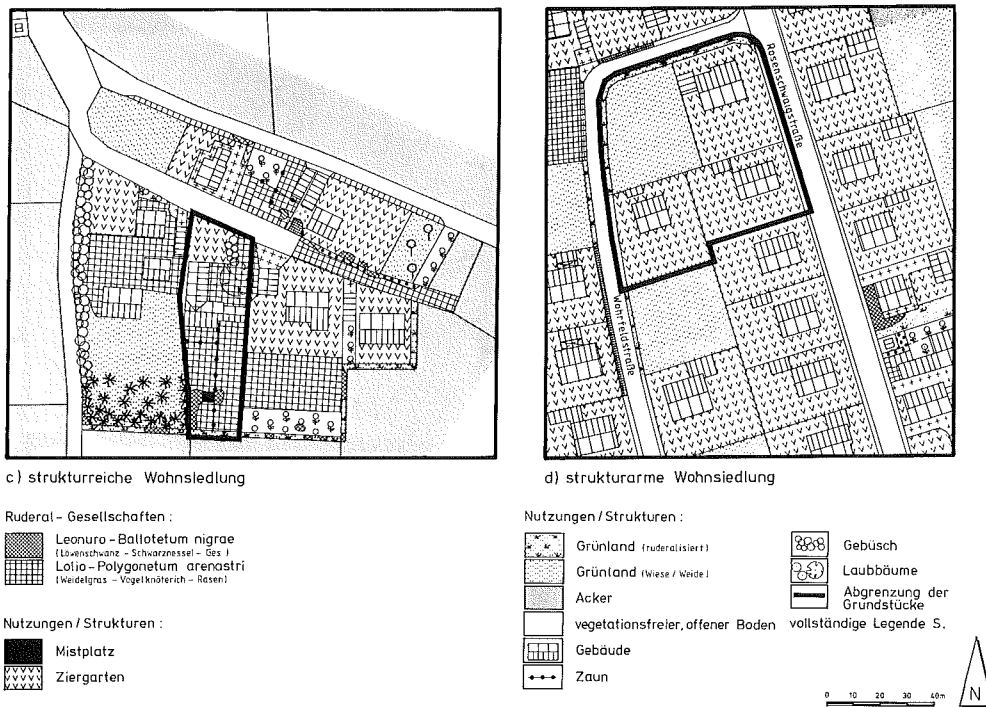 B
Rosenschwaigstraße
Wohrfeldstraße
c) strukturreiche Wohnsiedlung
d) strukturarme Wohnsiedlung
Ruderal-Gesellschaften:
Leonuro-Ballotetum nigrae
(Löwenschwanz-Schwarznessel-Ges)
Lolio-Polygonetum arenastri
(Weidelgras-Vogelknöterich-Rasen)
Nutzungen/Strukturen:
Mistplatz
Ziergarten
Nutzungen/Strukturen:
Grünland (ruderalisiert)
Grünland (Wiese/Weide)
Acker
vegetationsfreier, offener Boden
Gebäude
Zaun
Gebüsch
Laubbäume
Abgrenzung der
Grundstücke
vollständige Legende S.
0 10 20 30 40m
N